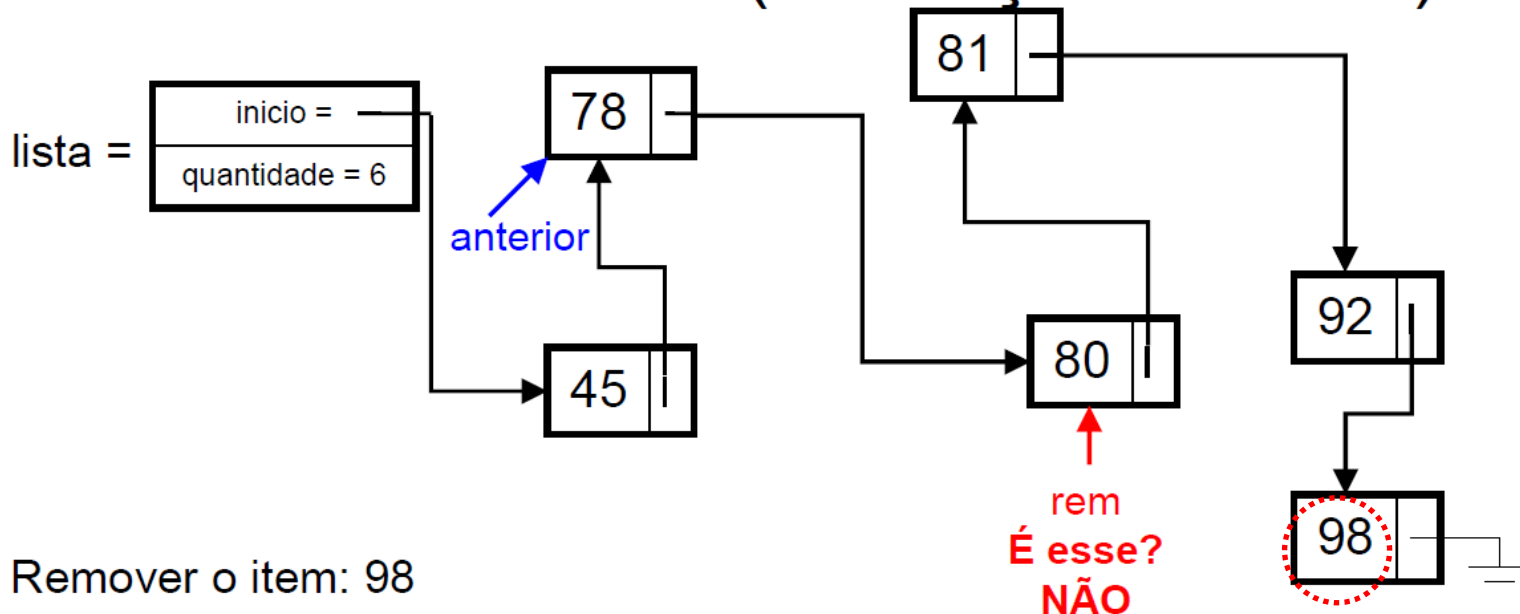 81
inicio =
78
lista =
quantidade = 6
anterior
92
80
45
rem
É esse?
98
NÃO
Remover o item: 98